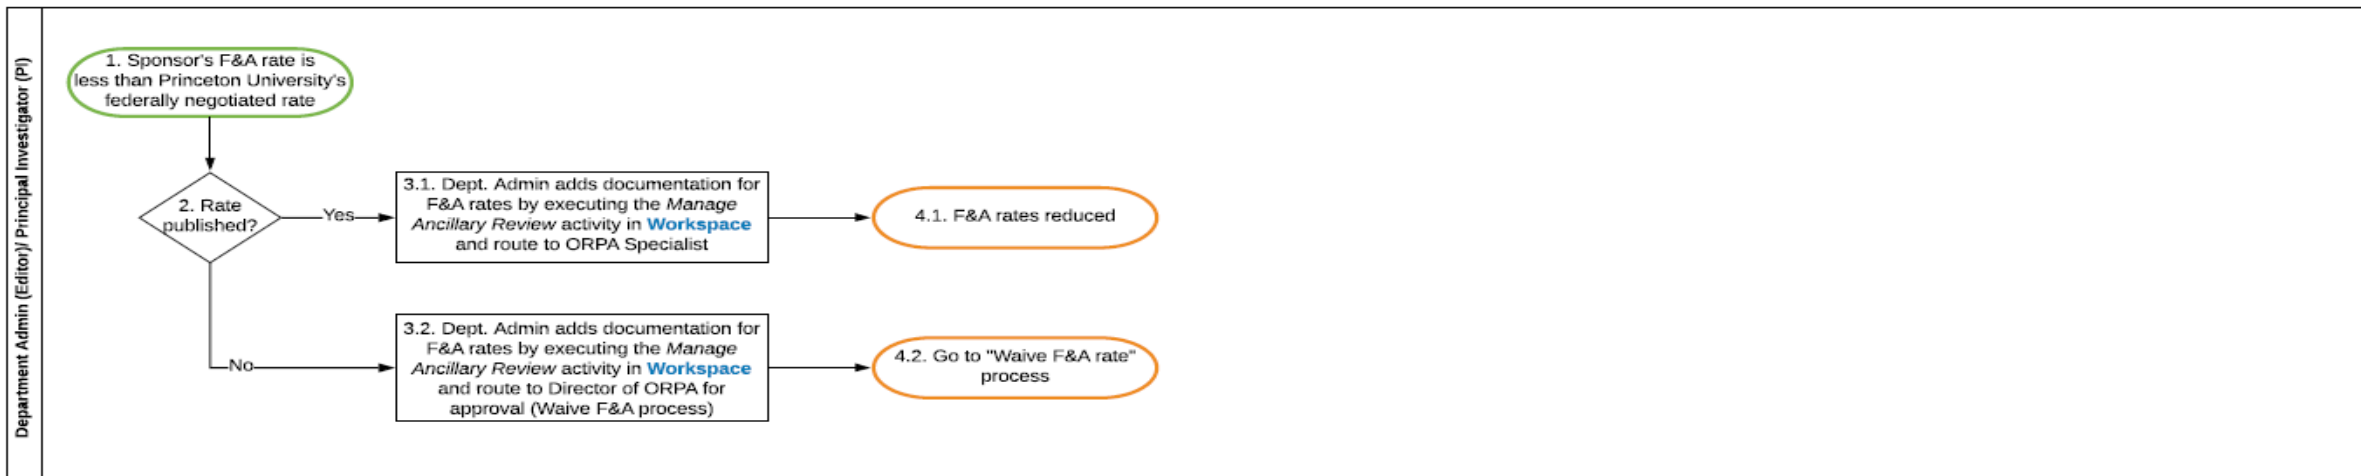 Department Admin (Editor)/ Principal Investigator (PI)
1. Sponsor's F&A rate is
less than Princeton University's
federally negotiated rate
2. Rate
published?
Yes
3.1. Dept. Admin adds documentation for
F&A rates by executing the Manage
Ancillary Review activity in Workspace
and route to ORPA Specialist
4.1. F&A rates reduced
No
3.2. Dept. Admin adds documentation for
F&A rates by executing the Manage
Ancillary Review activity in Workspace
and route to Director of ORPA for
approval (Waive F&A process)
4.2. Go to "Waive F&A rate"
process